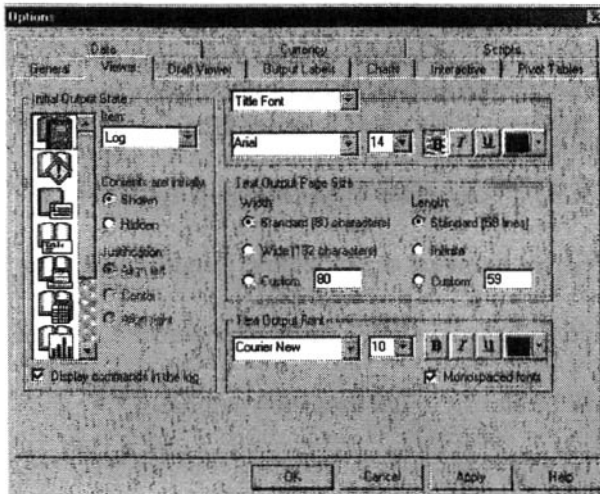 Options
Data Currency Scripts
General Viewer Draft Viewer Output Labels Charts Interactive Pivot Tables
Initial Output State
Item:
Log
Contents are initially:
Shown
Hidden
Justification
Align left
Center
Align right
Display commands in the log
Title Font
Arial 14 B I U
Text Output Page Size
Width Length
Standard (80 characters) Standard (59 lines)
Wide (132 characters) Infinite
Custom: 80 Custom: 59
Text Output Font
Courier New 10 B I U
Monospaced fonts
OK Cancel Apply Help